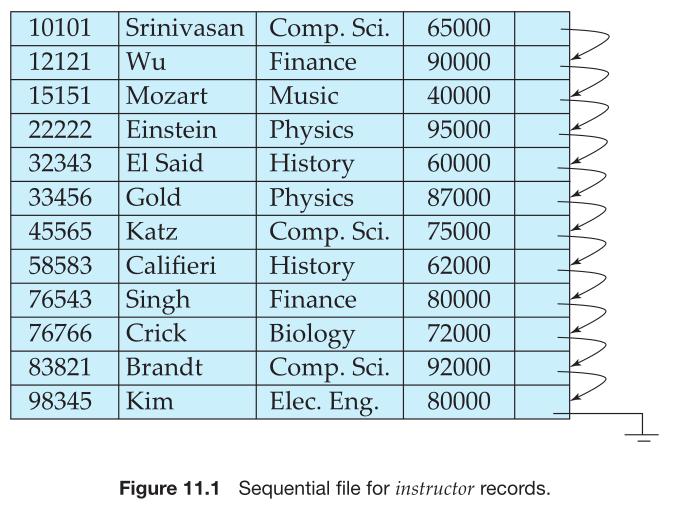 10101 Srinivasan Comp. Sci. 65000
12121 Wu Finance 90000
15151 Mozart Music 40000
22222 Einstein Physics 95000
32343 El Said History 60000
33456 Gold Physics 87000
45565 Katz Comp. Sci. 75000
58583 Califieri History 62000
76543 Singh Finance 80000
76766 Crick Biology 72000
83821 Brandt Comp. Sci. 92000
98345 Kim Elec. Eng. 80000
Figure 11.1 Sequential file for instructor records.